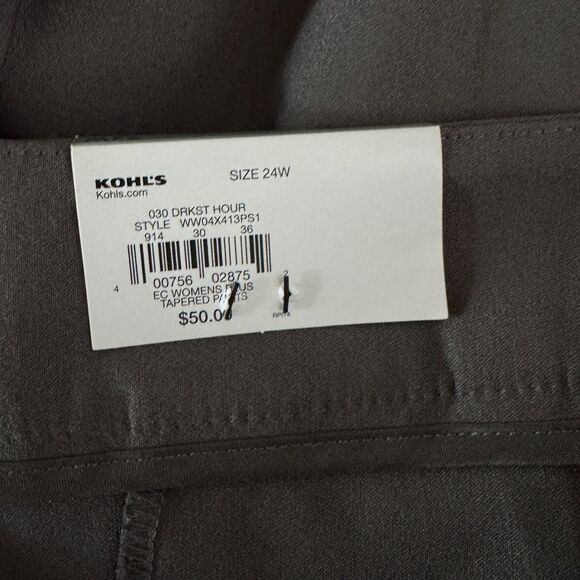 KOHL'S
Kohls.com
SIZE 24W
030 DRKST HOUR
STYLE WW04X413PS1
914 30 36
4 00756 02875 2
EC WOMENS PLUS
TAPERED PANTS
$50.00